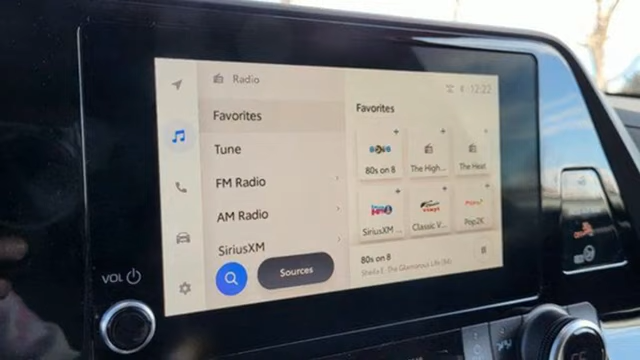 Radio
12:22
Favorites
Tune
FM Radio
AM Radio
SiriusXM
Sources
Favorites
80s on 8
The High...
The Heat
SiriusXM ...
Classic V...
Pop2K
80s on 8
Sheila E. The Glamorous Life (84)
VOL